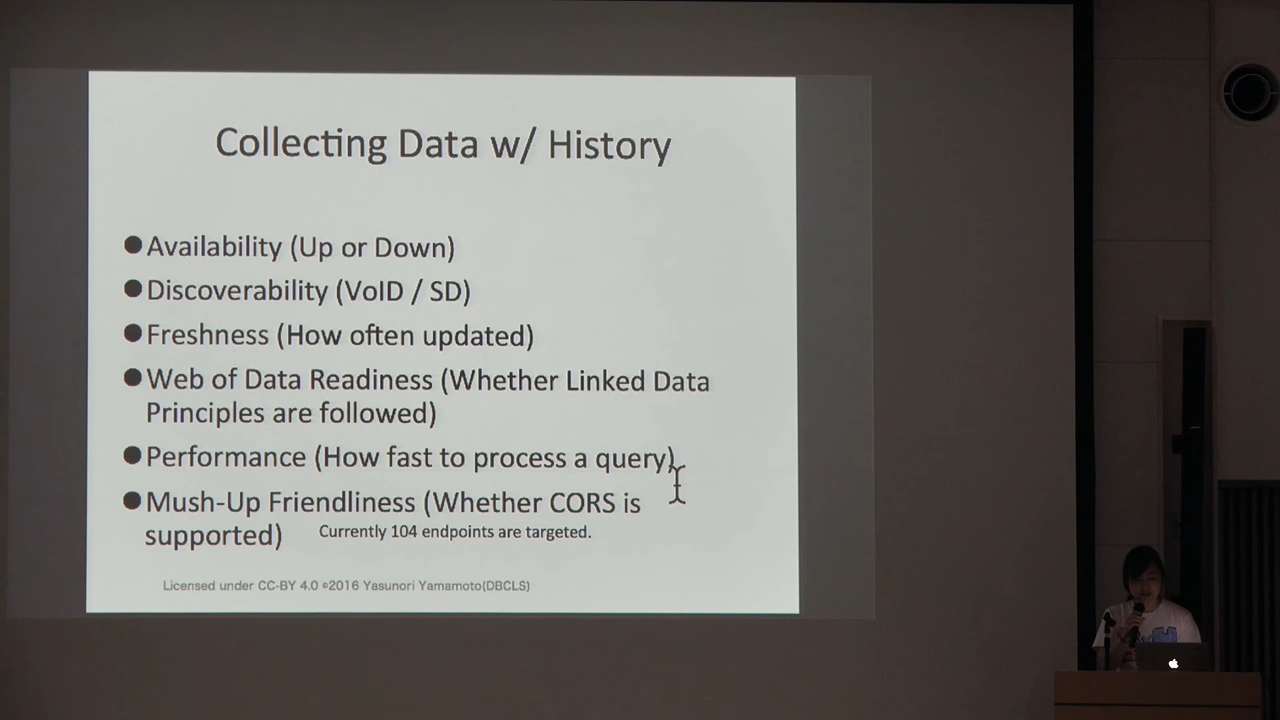 Collecting Data w/ History
●Availability (Up or Down)
●Discoverability (VoID / SD)
●Freshness (How often updated)
●Web of Data Readiness (Whether Linked Data
Principles are followed)
●Performance (How fast to process a query)
●Mush-Up Friendliness (Whether CORS is
supported)
Currently 104 endpoints are targeted.
Licensed under CC-BY 4.0 ©2016 Yasunori Yamamoto(DBCLS)